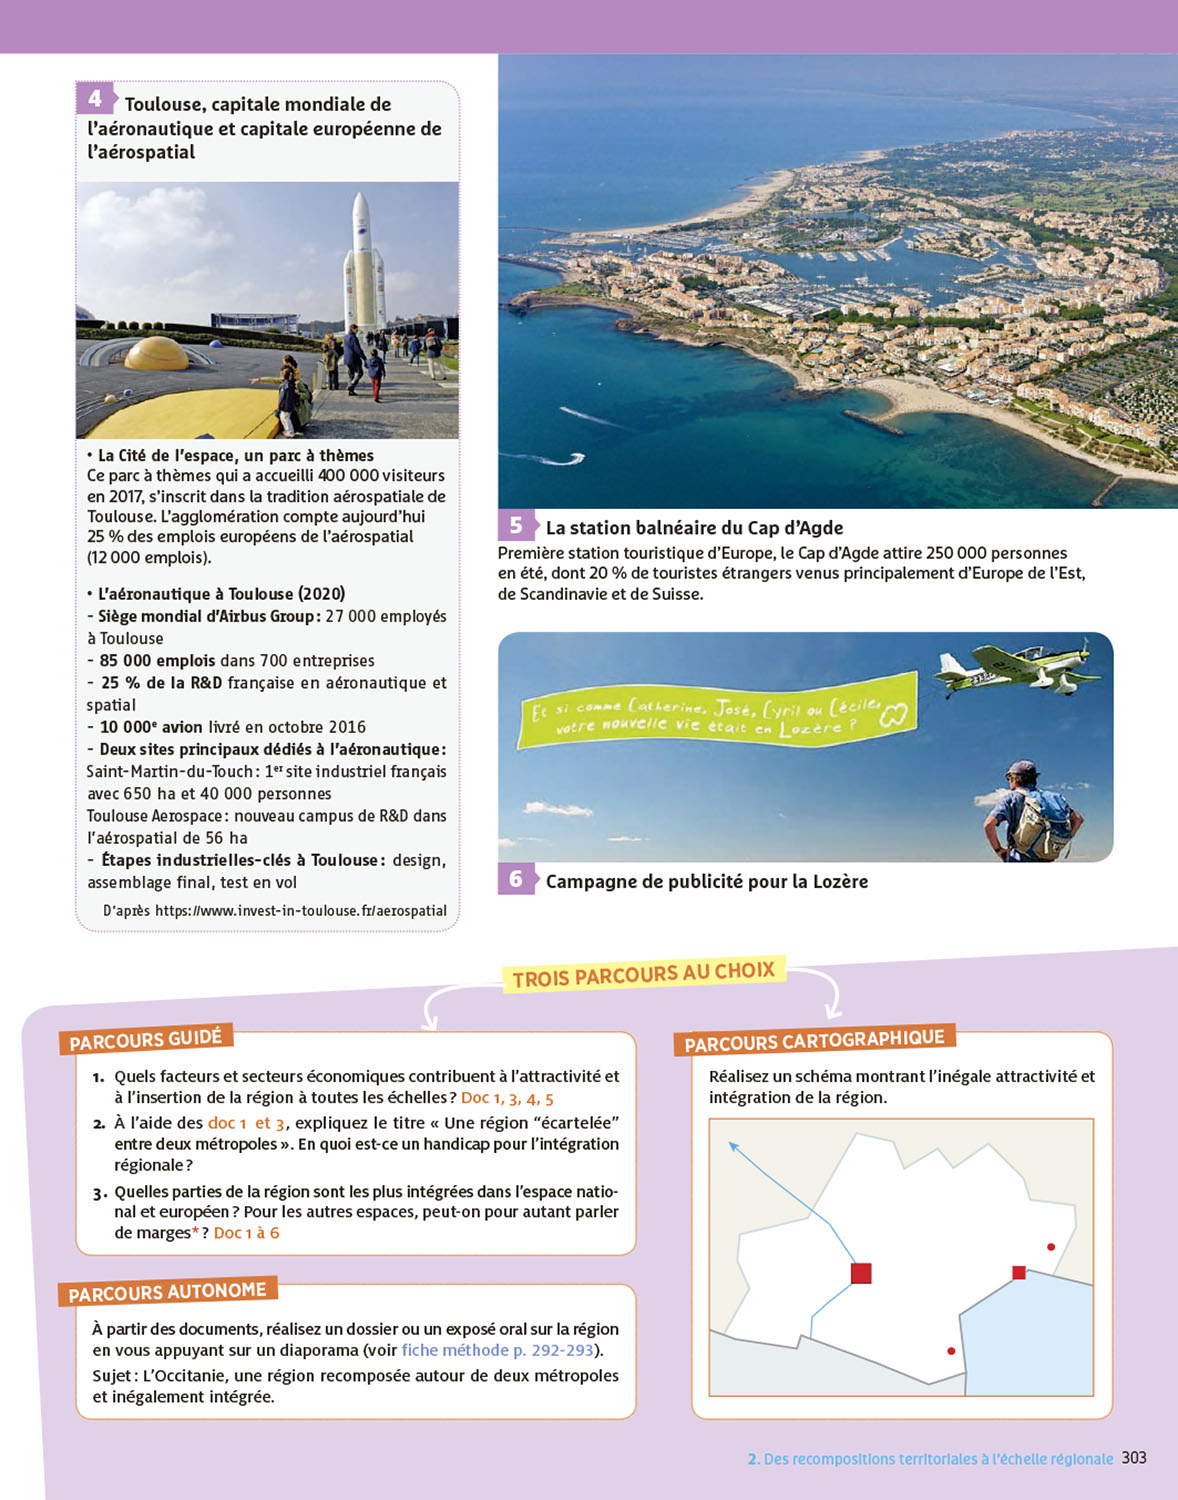 4 Toulouse, capitale mondiale de
l'aéronautique et capitale européenne de
l'aérospatial
• La Cité de l'espace, un parc à thèmes
Ce parc à thèmes qui a accueilli 400 000 visiteurs
en 2017, s'inscrit dans la tradition aérospatiale de
Toulouse. L'agglomération compte aujourd'hui
25 % des emplois européens de l'aérospatial
(12 000 emplois).
• L'aéronautique à Toulouse (2020)
- Siège mondial d'Airbus Group : 27 000 employés
à Toulouse
- 85 000 emplois dans 700 entreprises
- 25 % de la R&D française en aéronautique et
spatial
- 10 000e avion livré en octobre 2016
- Deux sites principaux dédiés à l'aéronautique :
Saint-Martin-du-Touch : 1er site industriel français
avec 650 ha et 40 000 personnes
Toulouse Aerospace : nouveau campus de R&D dans
l'aérospatial de 56 ha
- Étapes industrielles-clés à Toulouse : design,
assemblage final, test en vol
D'après https://www.invest-in-toulouse.fr/aerospatial
5 La station balnéaire du Cap d'Agde
Première station touristique d'Europe, le Cap d'Agde attire 250 000 personnes
en été, dont 20 % de touristes étrangers venus principalement d'Europe de l'Est,
de Scandinavie et de Suisse.
Et si comme Catherine, José, Cyril ou Cécile,
votre nouvelle vie était en Lozère ?
6 Campagne de publicité pour la Lozère
TROIS PARCOURS AU CHOIX
PARCOURS GUIDÉ
1. Quels facteurs et secteurs économiques contribuent à l'attractivité et
à l'insertion de la région à toutes les échelles ? Doc 1, 3, 4, 5
2. À l'aide des doc 1 et 3, expliquez le titre « Une région “écartelée”
entre deux métropoles ». En quoi est-ce un handicap pour l'intégration
régionale ?
3. Quelles parties de la région sont les plus intégrées dans l'espace natio-
nal et européen ? Pour les autres espaces, peut-on pour autant parler
de marges* ? Doc 1 à 6
PARCOURS AUTONOME
À partir des documents, réalisez un dossier ou un exposé oral sur la région
en vous appuyant sur un diaporama (voir fiche méthode p. 292-293).
Sujet : L'Occitanie, une région recomposée autour de deux métropoles
et inégalement intégrée.
PARCOURS CARTOGRAPHIQUE
Réalisez un schéma montrant l'inégale attractivité et
intégration de la région.
2. Des recompositions territoriales à l'échelle régionale 303